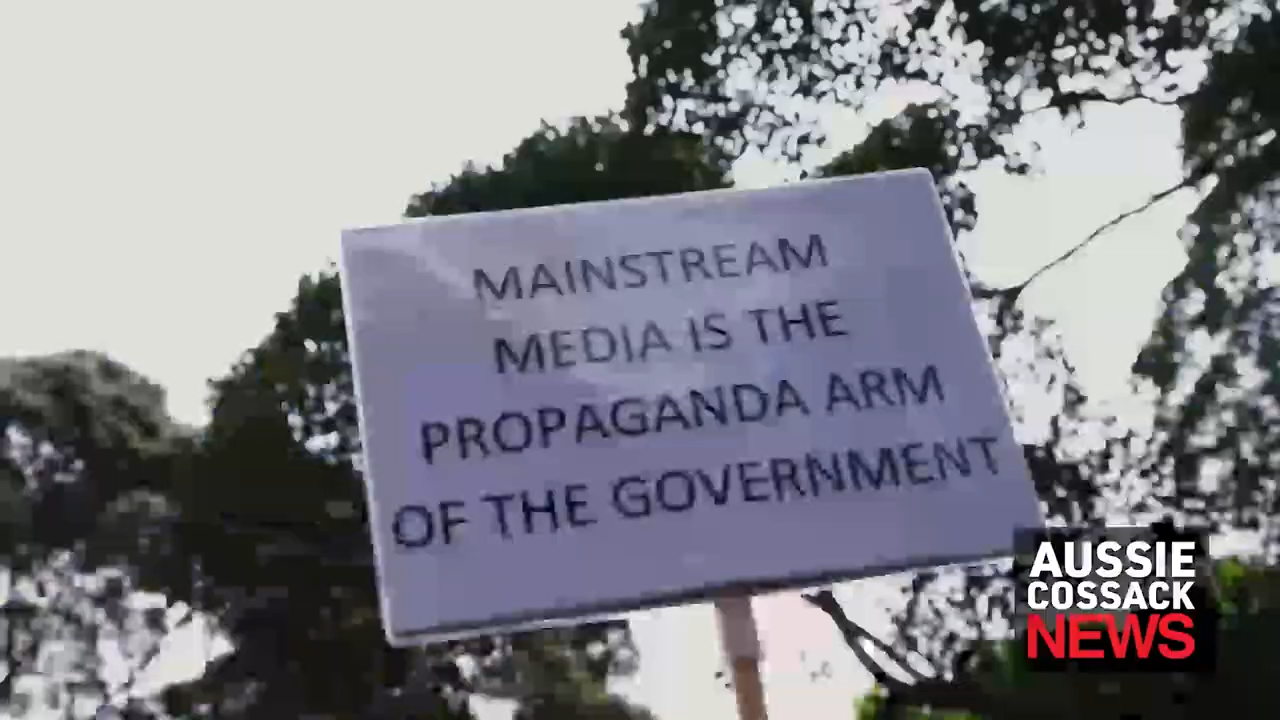 MAINSTREAM
MEDIA IS THE
PROPAGANDA ARM
OF THE GOVERNMENT
AUSSIE
COSSACK
NEWS